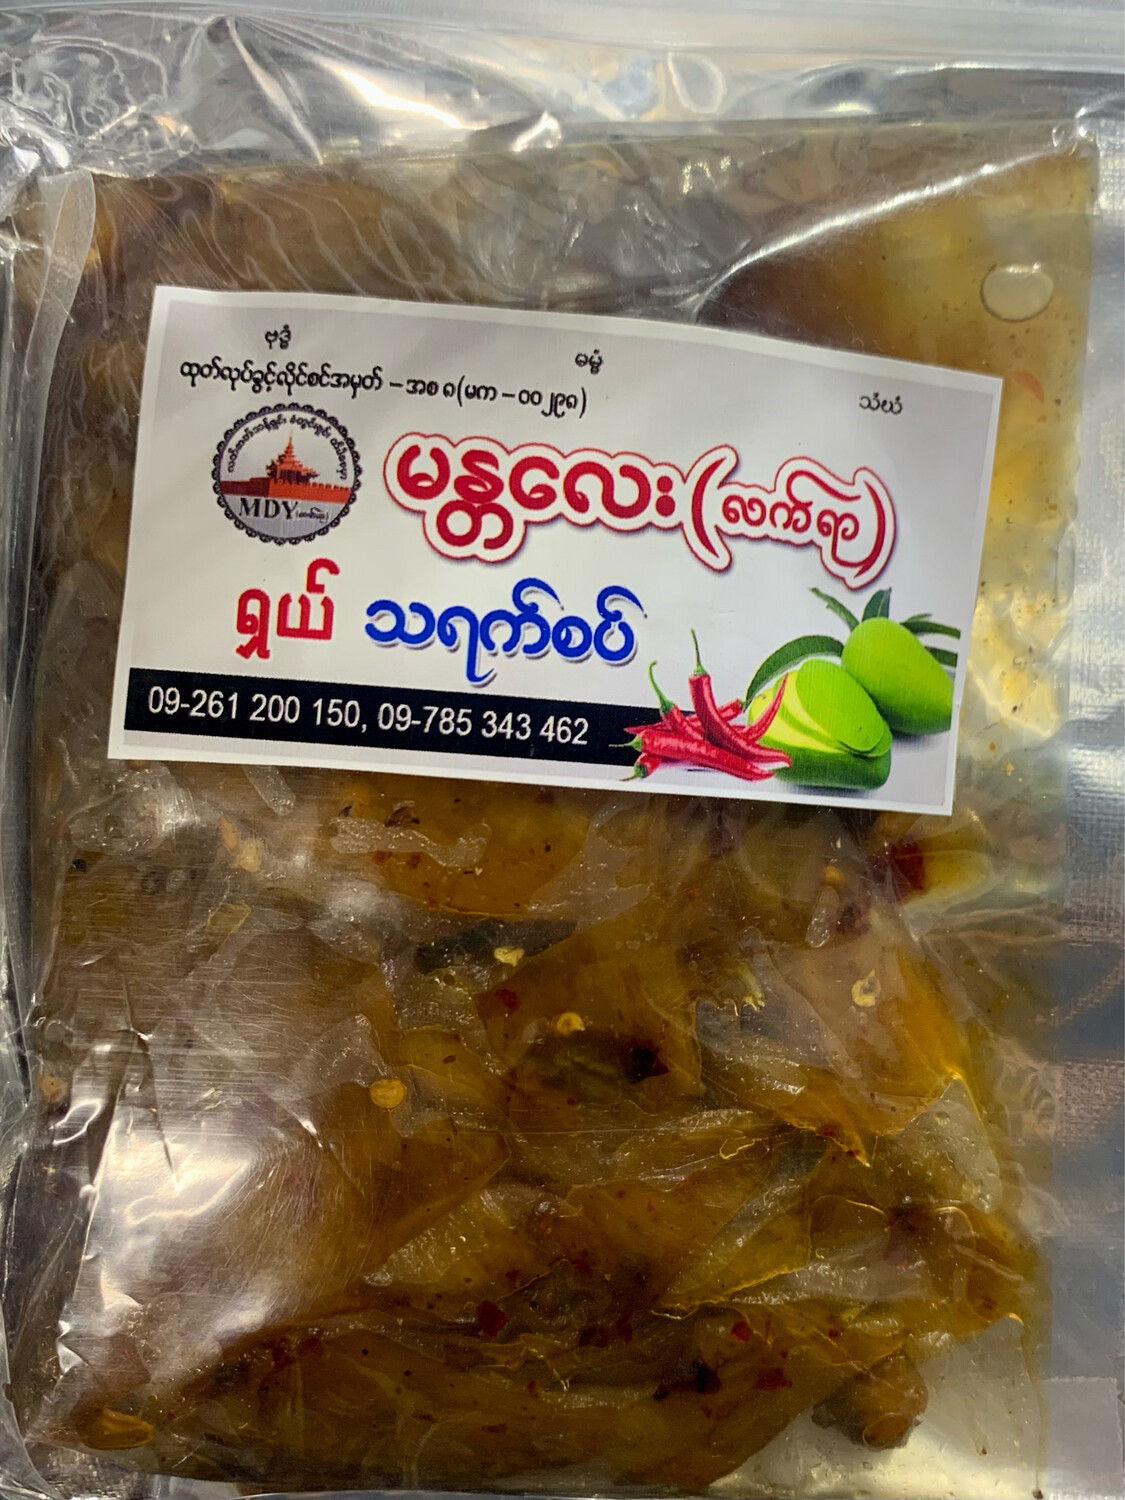 ဗုဒ္ဓံ
ဓမ္မံ
သံဃံ
ထုတ်လုပ်ခွင့်လိုင်စင်အမှတ် – အစ ၈(မက – ၀၀၂၉၈)
MDY
မန္တလေး(လက်ရာ)
ရှယ် သရက်စပ်
09-261 200 150, 09-785 343 462